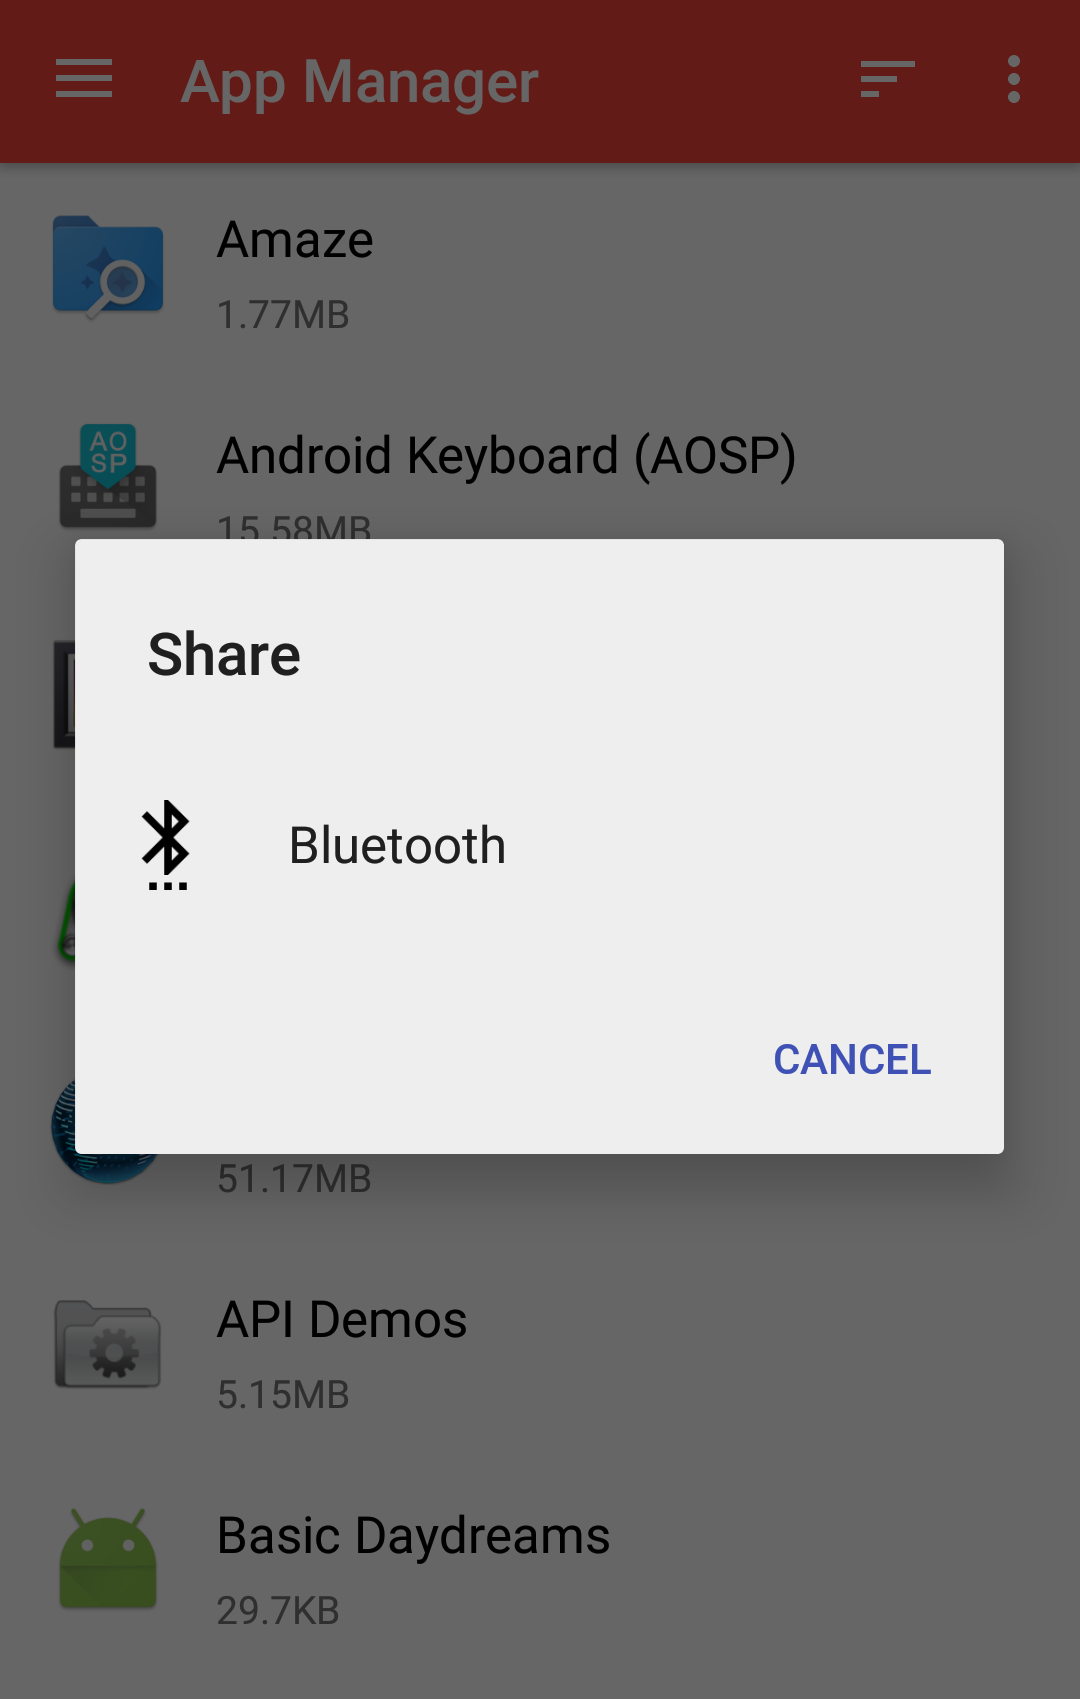 App Manager
Amaze
1.77MB
AO
SP
Android Keyboard (AOSP)
15.58MB
Share
Bluetooth
CANCEL
51.17MB
API Demos
5.15MB
Basic Daydreams
29.7KB